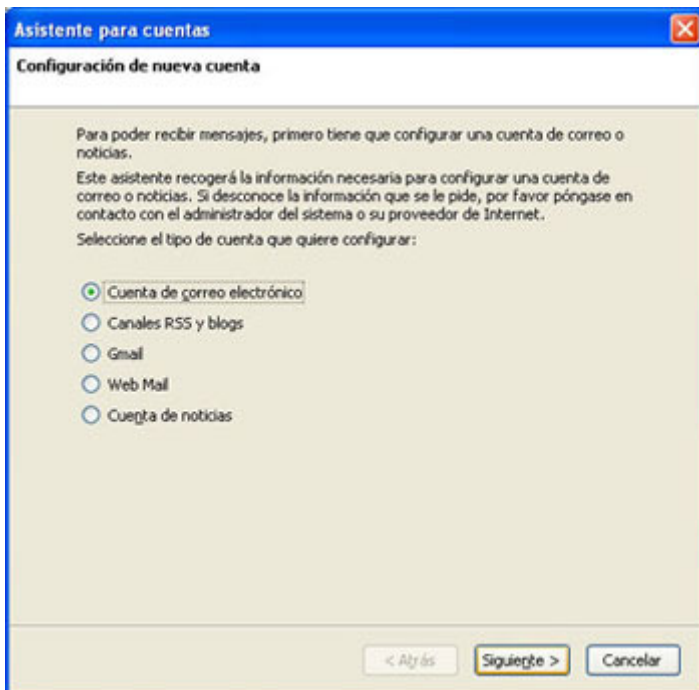 Asistente para cuentas
Configuración de nueva cuenta
Para poder recibir mensajes, primero tiene que configurar una cuenta de correo o
noticias.
Este asistente recogerá la información necesaria para configurar una cuenta de
correo o noticias. Si desconoce la información que se le pide, por favor póngase en
contacto con el administrador del sistema o su proveedor de Internet.
Seleccione el tipo de cuenta que quiere configurar:
Cuenta de correo electrónico
Canales RSS y blogs
Gmail
Web Mail
Cuenta de noticias
< Atrás Siguiente > Cancelar